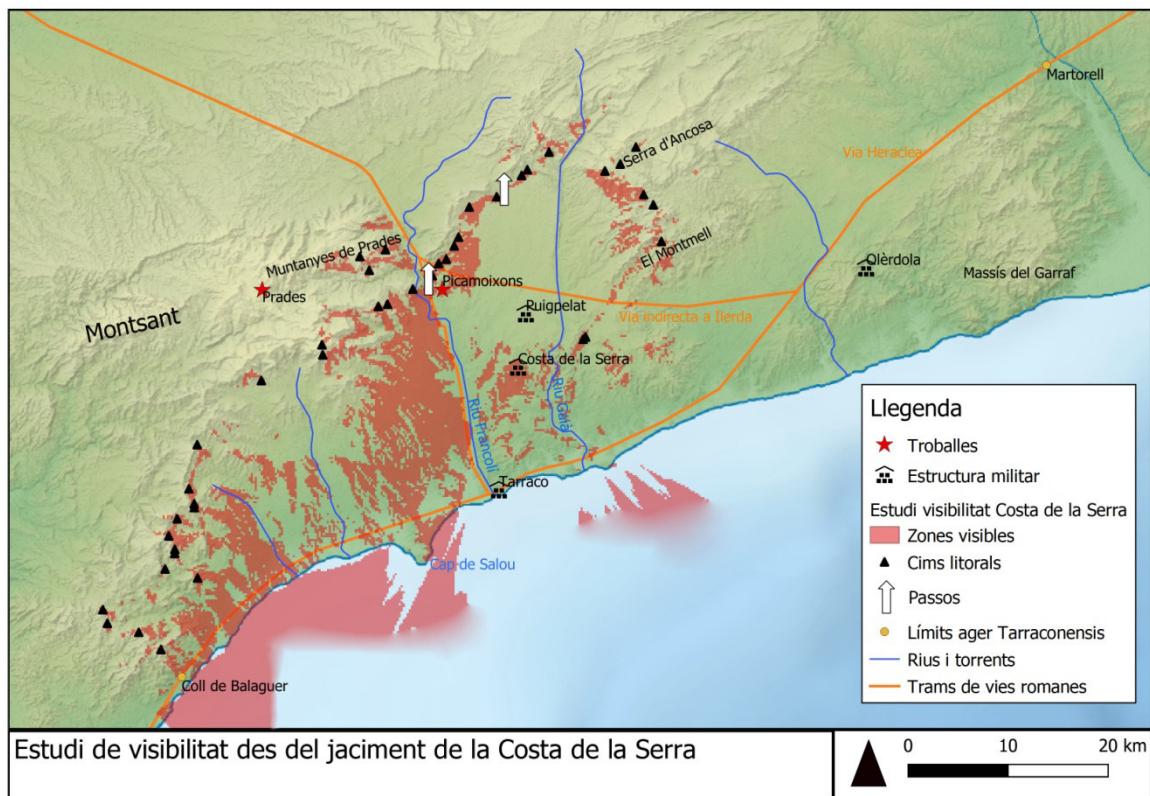 Martorell
Via Heraclea
Serra d'Ancosa
El Montmell
Muntanyes de Prades
Olèrdola
Massís del Garraf
Picamoixons
Prades
Puigpelat
Via indirecta a Ilerda
Montsant
Costa de la Serra
Riu Francolí
Riu Gaià
Tarraco
Cap de Salou
Coll de Balaguer
Llegenda
Troballes
Estructura militar
Estudi visibilitat Costa de la Serra
Zones visibles
Cims litorals
Passos
Límits ager Tarraconensis
Rius i torrents
Trams de vies romanes
Estudi de visibilitat des del jaciment de la Costa de la Serra
0 10 20 km